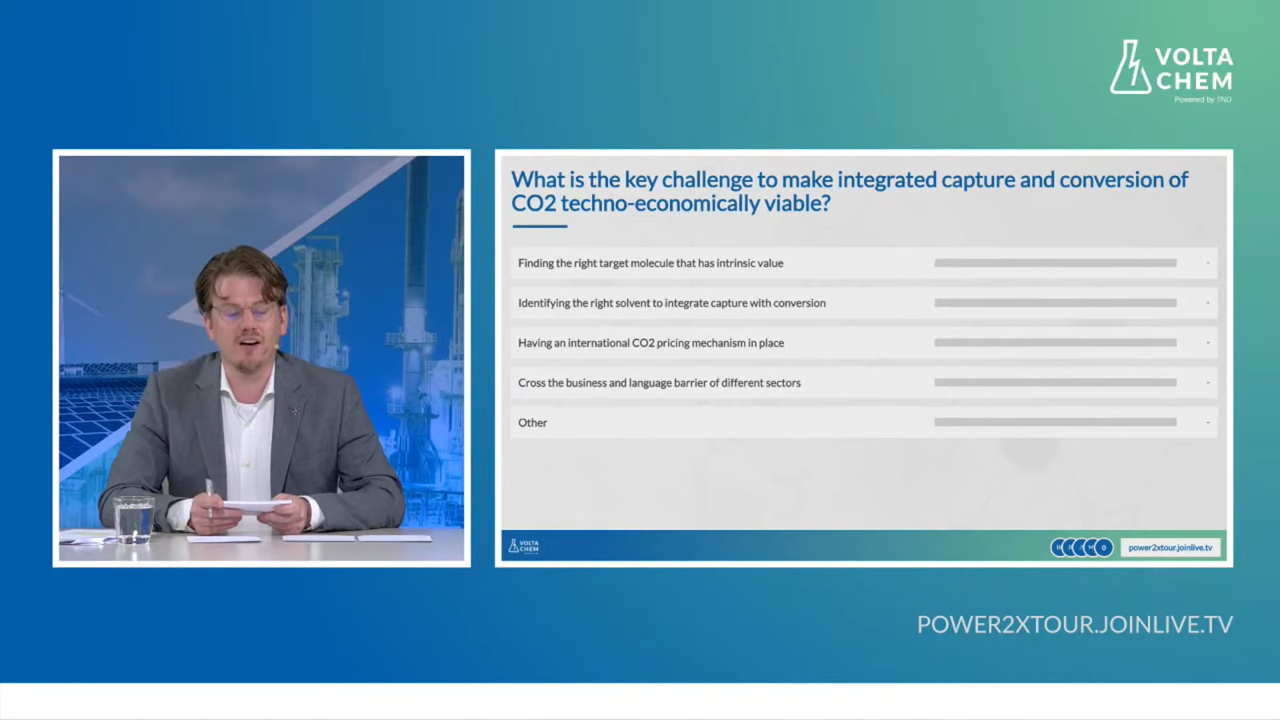 VOLTA
CHEM
Powered by TNO
What is the key challenge to make integrated capture and conversion of
CO2 techno-economically viable?
Finding the right target molecule that has intrinsic value
Identifying the right solvent to integrate capture with conversion
Having an international CO2 pricing mechanism in place
Cross the business and language barrier of different sectors
Other
VOLTA
CHEM
power2xtour.joinlive.tv
POWER2XTOUR.JOINLIVE.TV